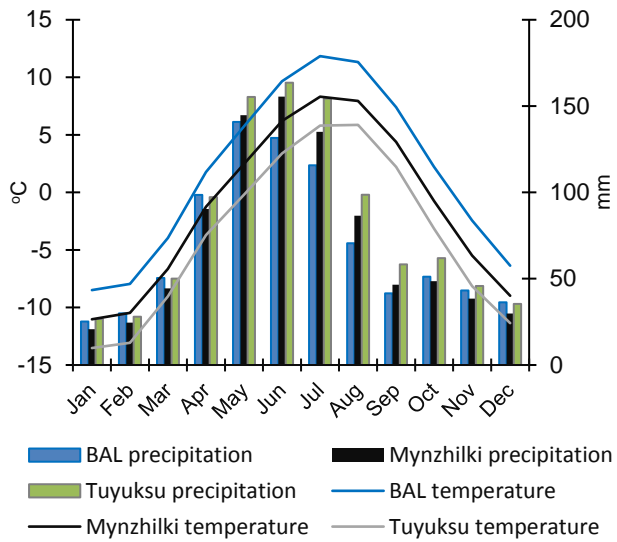 15
10
5
0
-5
-10
-15
ºC
200
150
100
50
0
mm
Jan Feb Mar Apr May Jun Jul Aug Sep Oct Nov Dec
BAL precipitation Mynzhilki precipitation
Tuyuksu precipitation BAL temperature
Mynzhilki temperature Tuyuksu temperature